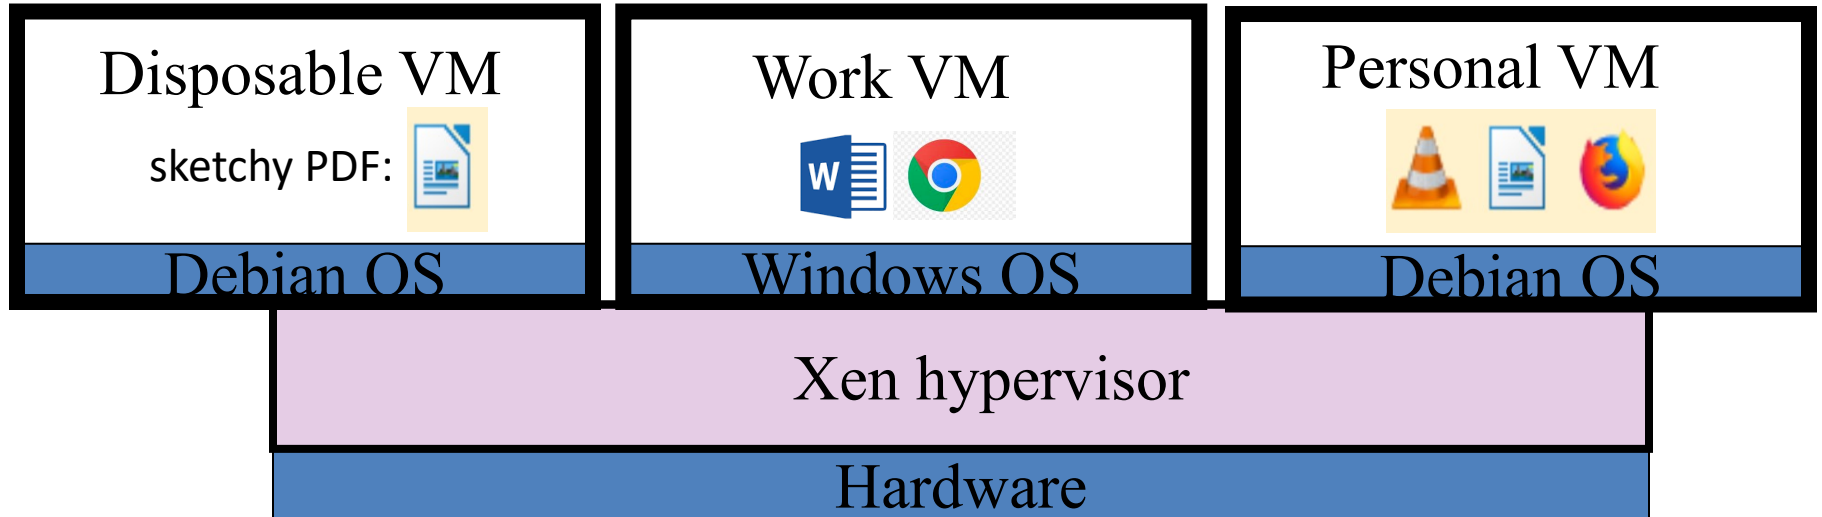 Disposable VM
sketchy PDF:
Debian OS
Work VM
W
Windows OS
Personal VM
Debian OS
Xen hypervisor
Hardware